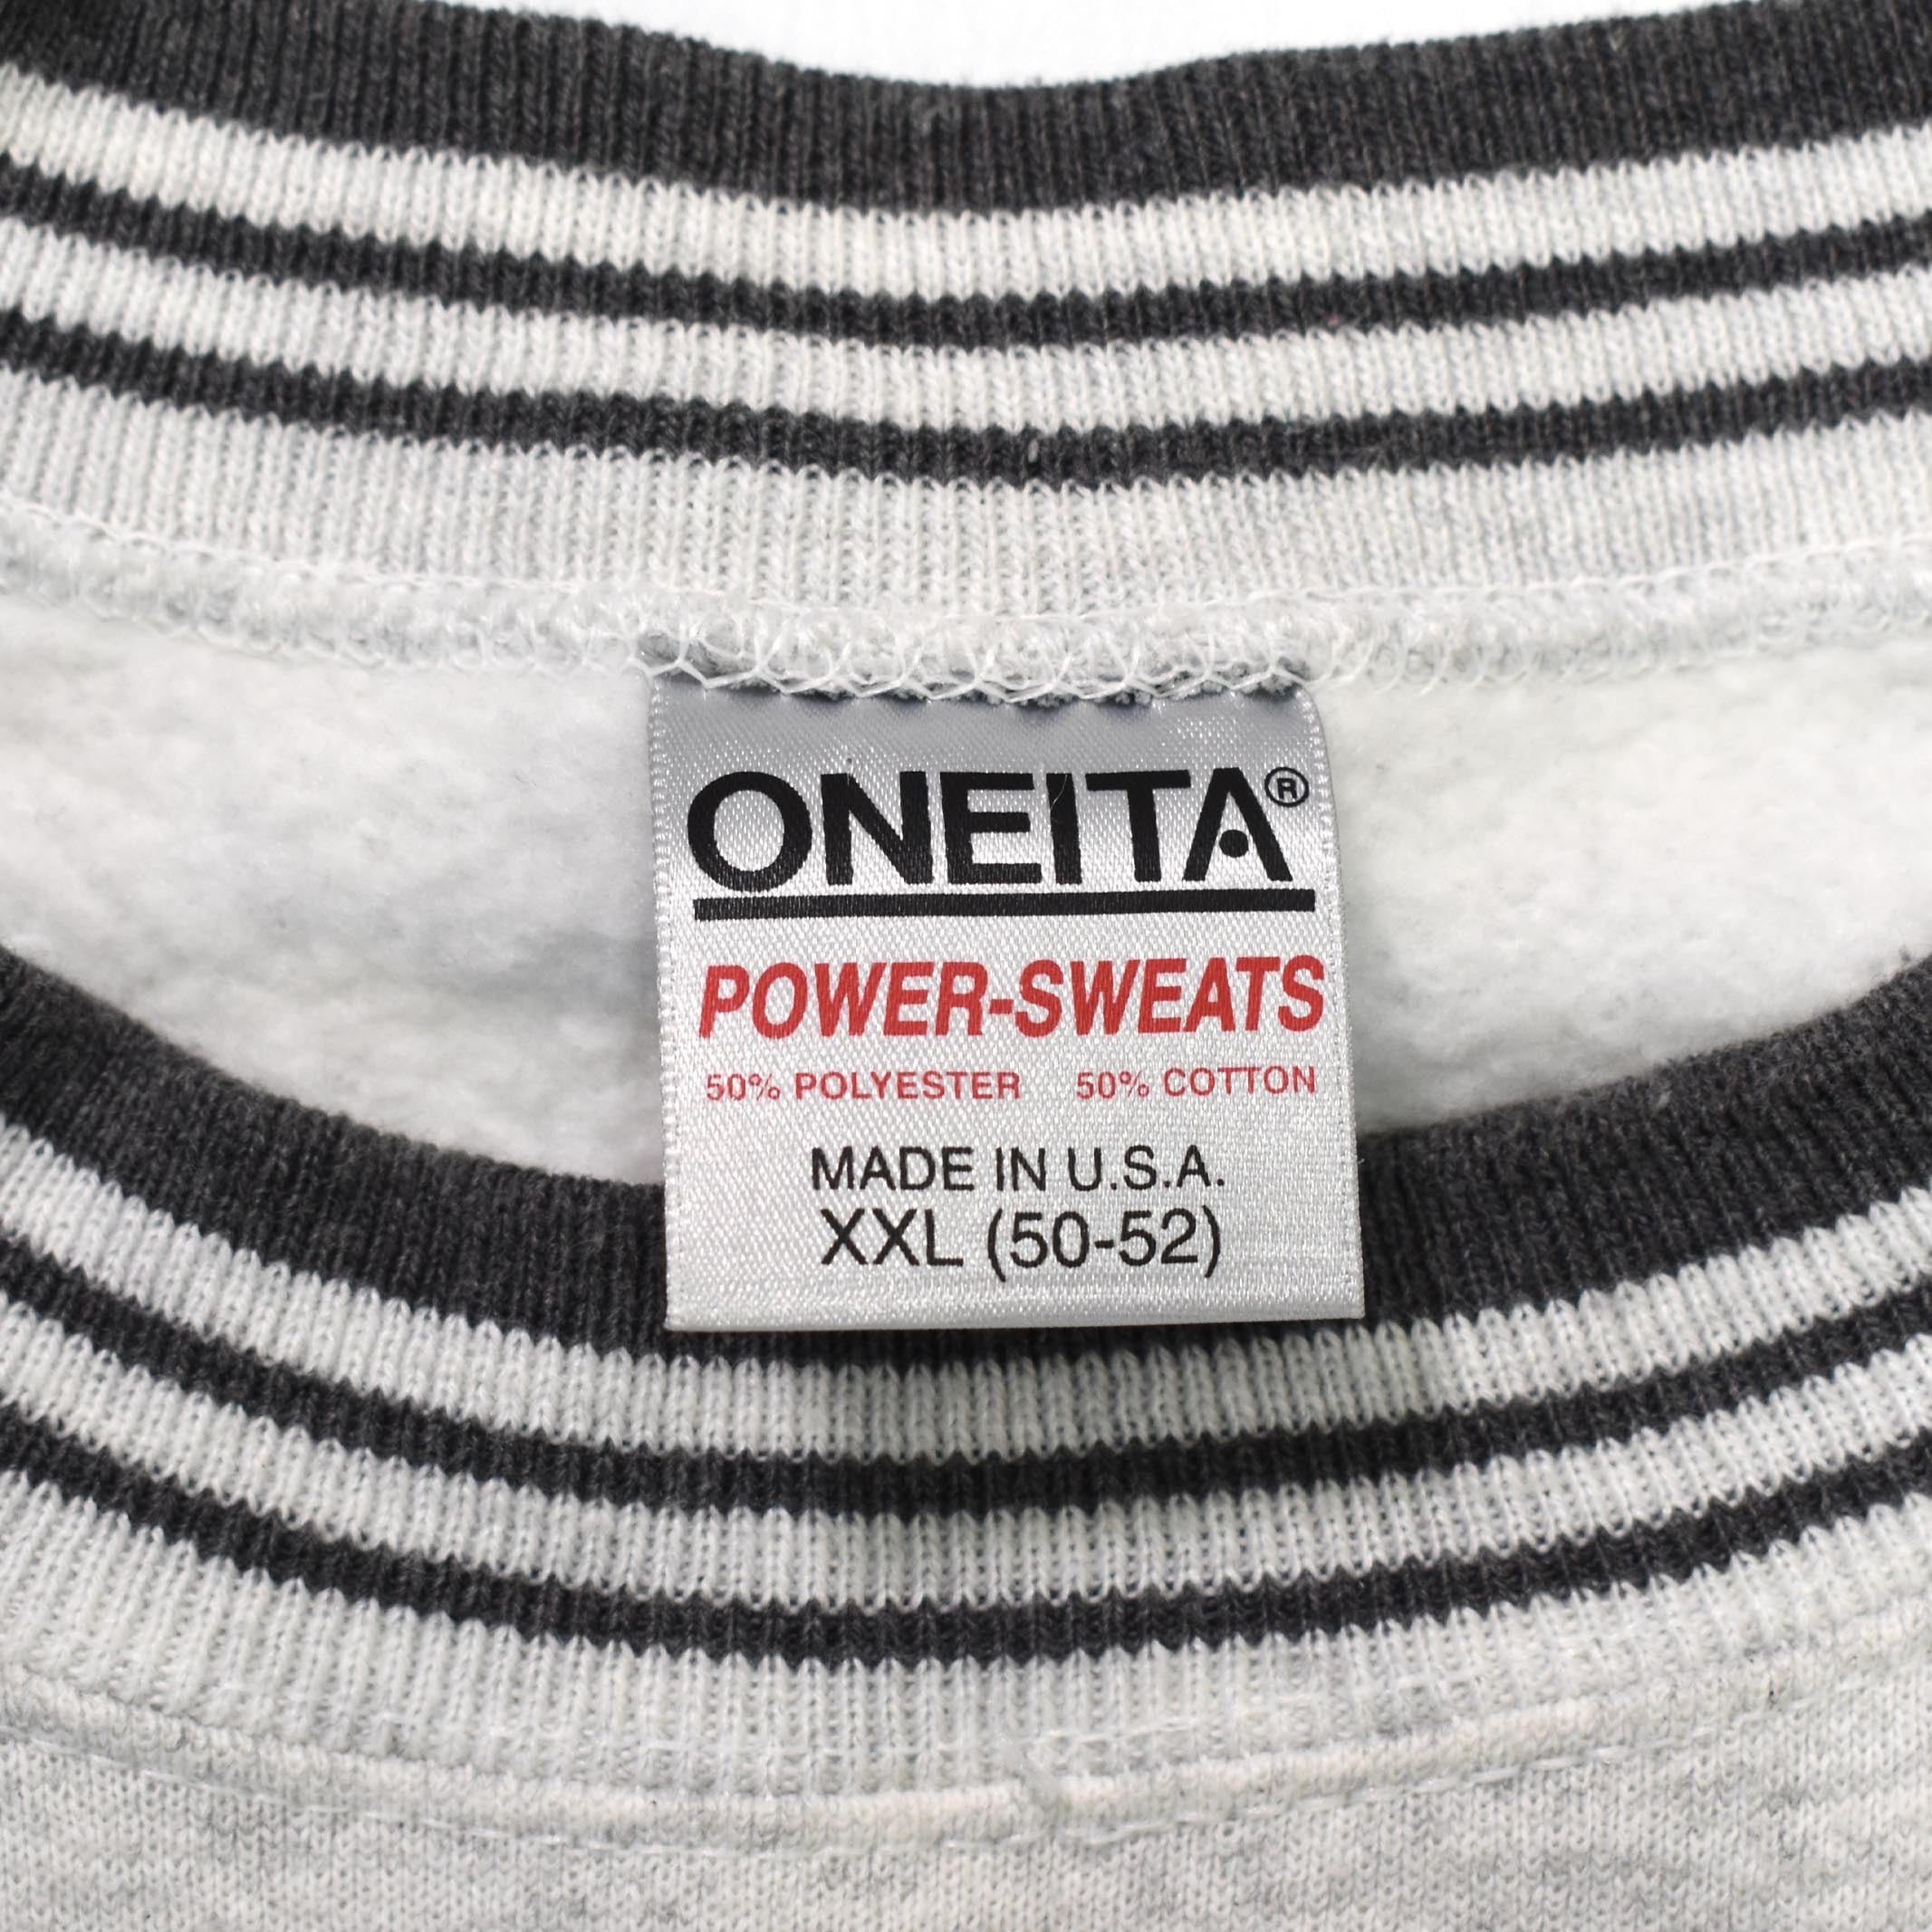 ONEITA®
POWER-SWEATS
50% POLYESTER 50% COTTON
MADE IN U.S.A.
XXL (50-52)